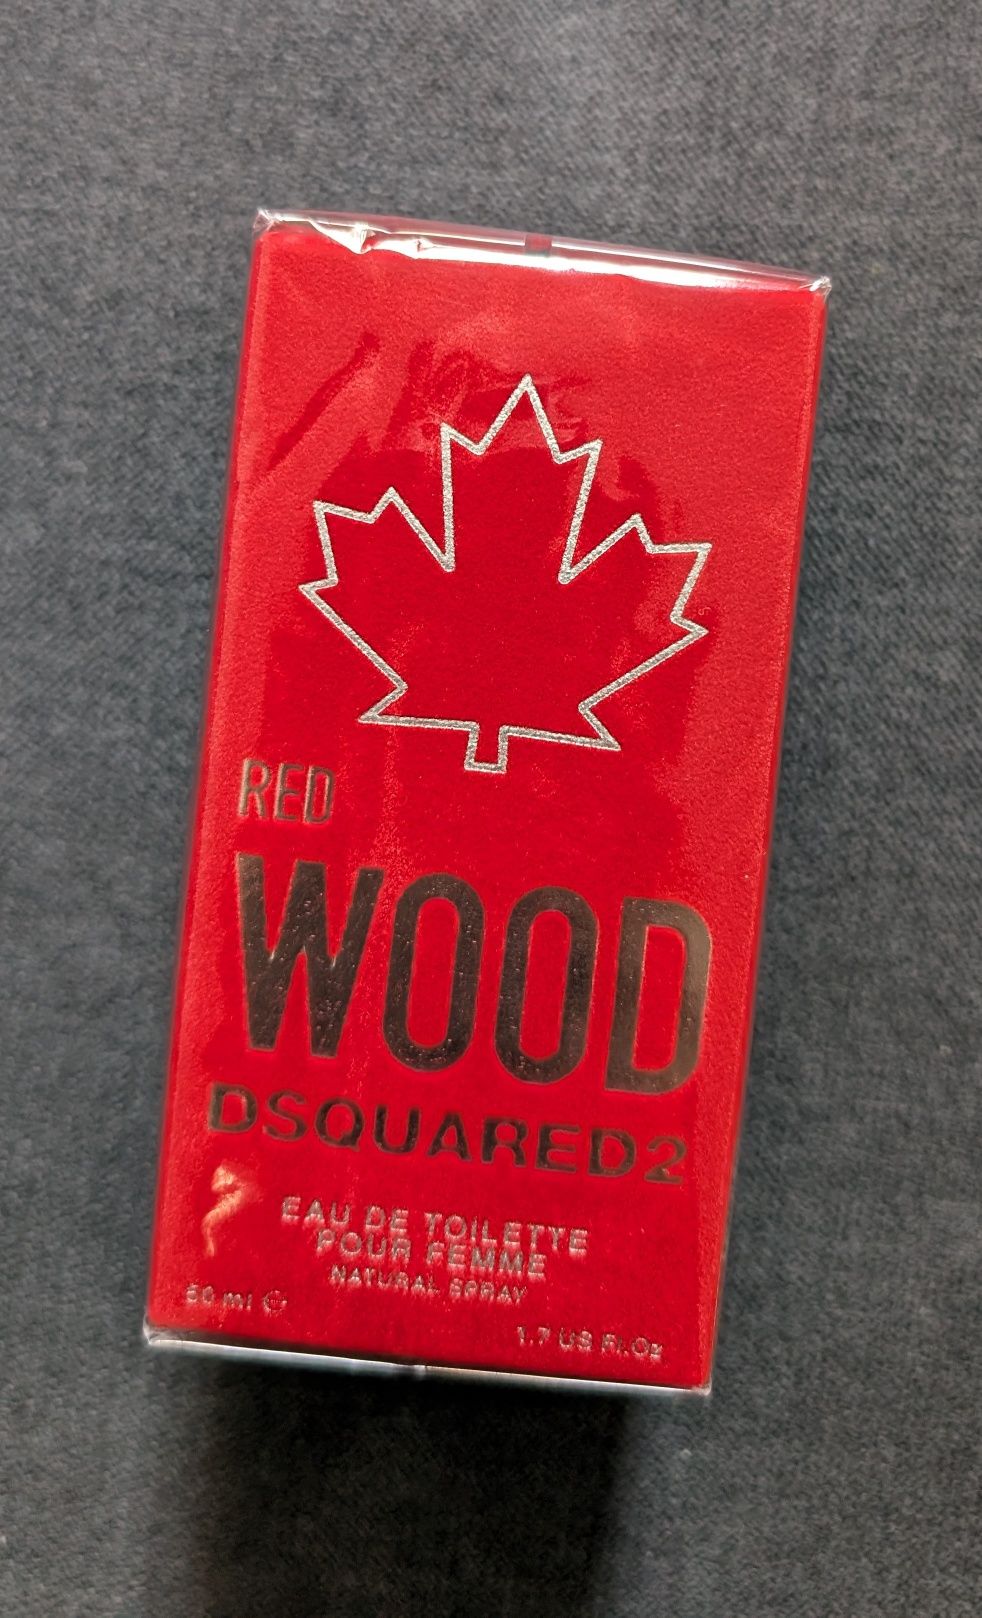 RED
WOOD
DSQUARED2
EAU DE TOILETTE
POUR FEMME
NATURAL SPRAY
50 ml ℮
1.7 US Fl.Oz